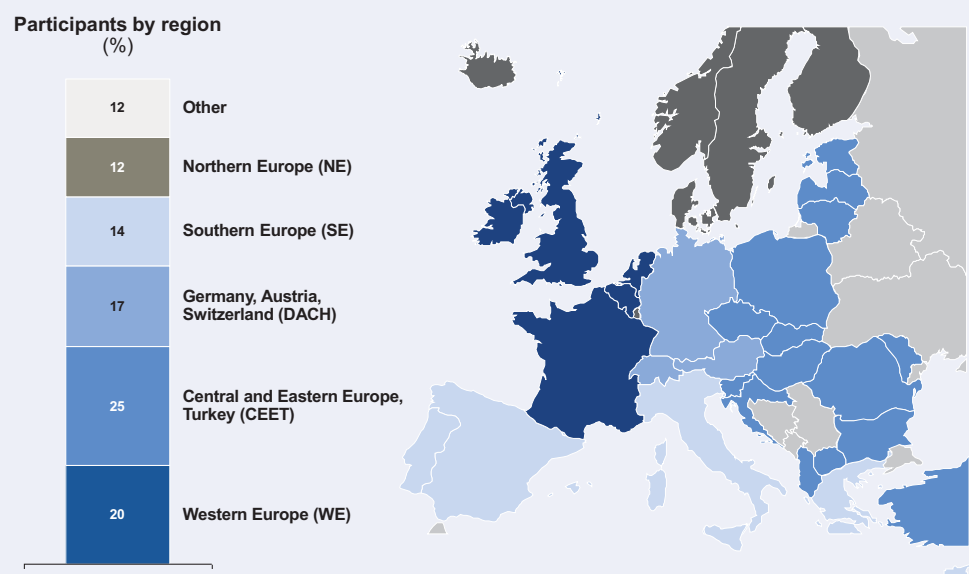 Participants by region
(%)
12
Other
12
Northern Europe (NE)
14
Southern Europe (SE)
17
Germany, Austria,
Switzerland (DACH)
25
Central and Eastern Europe,
Turkey (CEET)
20
Western Europe (WE)